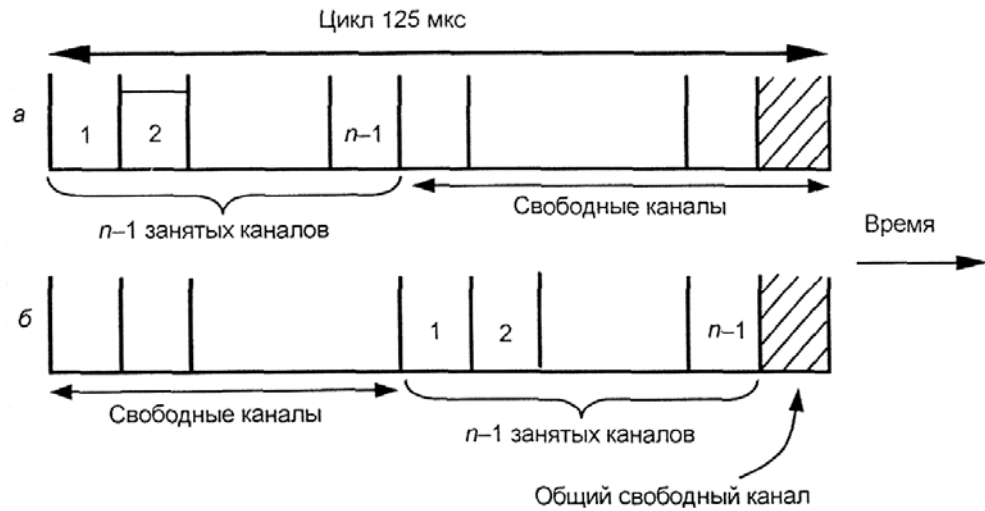 Цикл 125 мкс
а
1 2 n–1
Свободные каналы
n–1 занятых каналов
Время
б
1 2 n–1
Свободные каналы
n–1 занятых каналов
Общий свободный канал